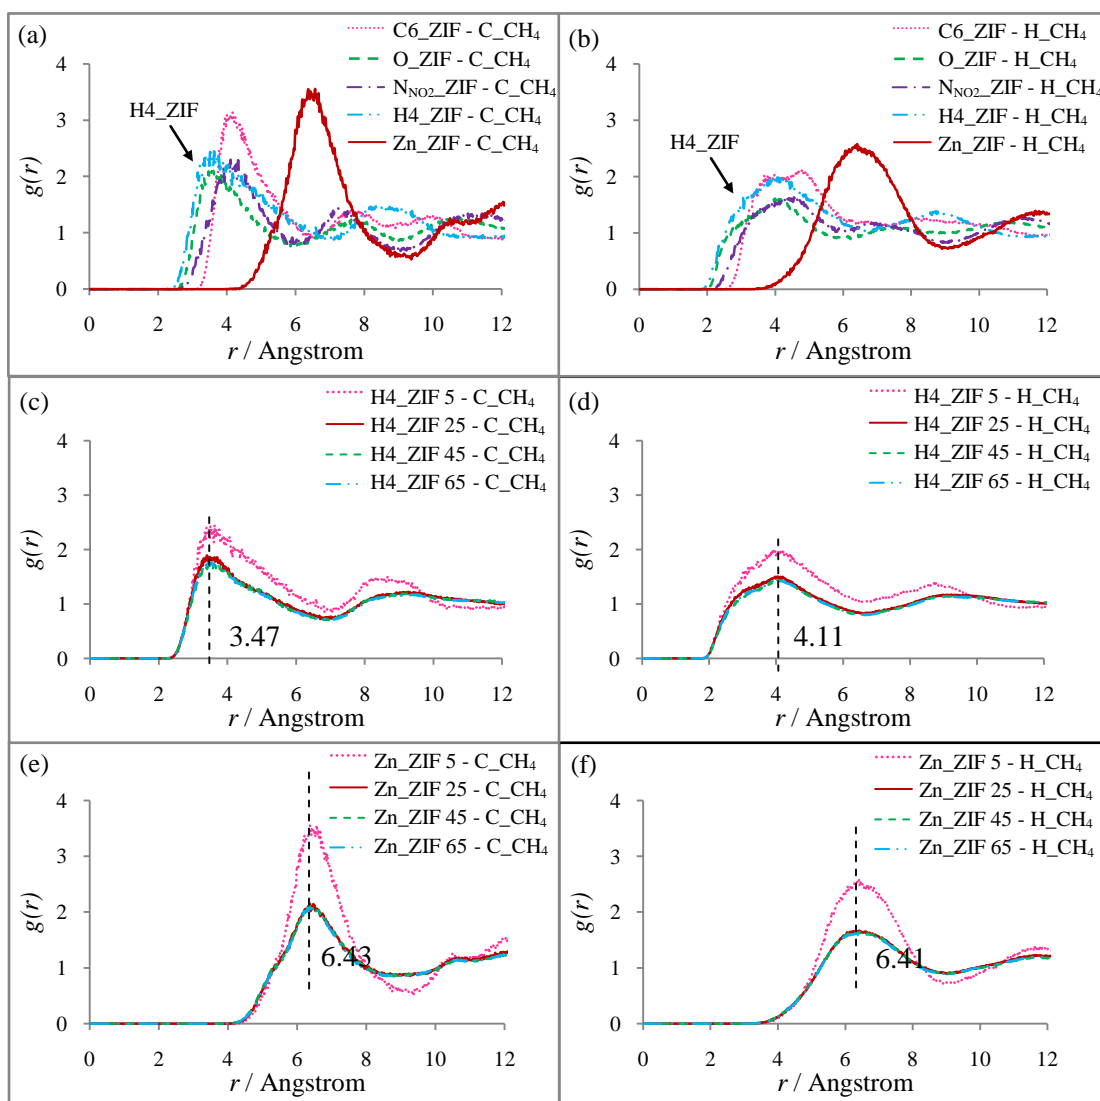 (a)
C6_ZIF - C_CH₄
O_ZIF - C_CH₄
N_NO2_ZIF - C_CH₄
H4_ZIF - C_CH₄
Zn_ZIF - C_CH₄
H4_ZIF
g(r)
4
3
2
1
0
0 2 4 6 8 10 12
r / Angstrom
(b)
C6_ZIF - H_CH₄
O_ZIF - H_CH₄
N_NO2_ZIF - H_CH₄
H4_ZIF - H_CH₄
Zn_ZIF - H_CH₄
H4_ZIF
g(r)
4
3
2
1
0
0 2 4 6 8 10 12
r / Angstrom
(c)
H4_ZIF 5 - C_CH₄
H4_ZIF 25 - C_CH₄
H4_ZIF 45 - C_CH₄
H4_ZIF 65 - C_CH₄
g(r)
4
3
2
1
0
3.47
0 2 4 6 8 10 12
r / Angstrom
(d)
H4_ZIF 5 - H_CH₄
H4_ZIF 25 - H_CH₄
H4_ZIF 45 - H_CH₄
H4_ZIF 65 - H_CH₄
g(r)
4
3
2
1
0
4.11
0 2 4 6 8 10 12
r / Angstrom
(e)
Zn_ZIF 5 - C_CH₄
Zn_ZIF 25 - C_CH₄
Zn_ZIF 45 - C_CH₄
Zn_ZIF 65 - C_CH₄
g(r)
4
3
2
1
0
6.43
0 2 4 6 8 10 12
r / Angstrom
(f)
Zn_ZIF 5 - H_CH₄
Zn_ZIF 25 - H_CH₄
Zn_ZIF 45 - H_CH₄
Zn_ZIF 65 - H_CH₄
g(r)
4
3
2
1
0
6.41
0 2 4 6 8 10 12
r / Angstrom